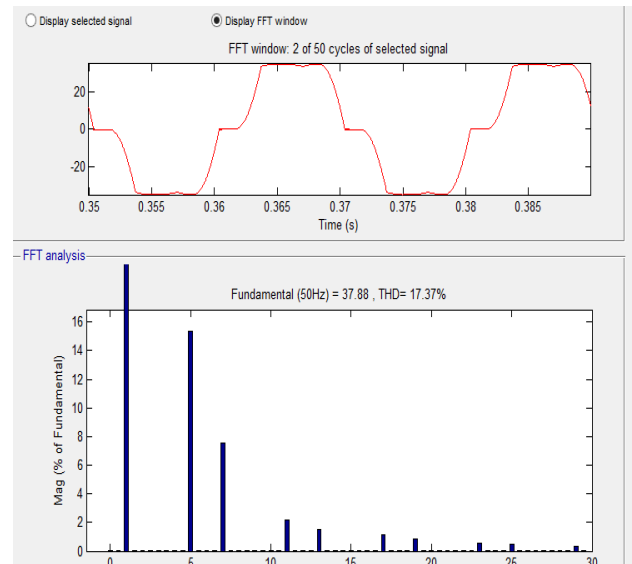 Display selected signal Display FFT window
FFT window: 2 of 50 cycles of selected signal
20
0
-20
0.35 0.355 0.36 0.365 0.37 0.375 0.38 0.385
Time (s)
FFT analysis
Fundamental (50Hz) = 37.88 , THD= 17.37%
Mag (% of Fundamental)
16
14
12
10
8
6
4
2
0
0 5 10 15 20 25 30